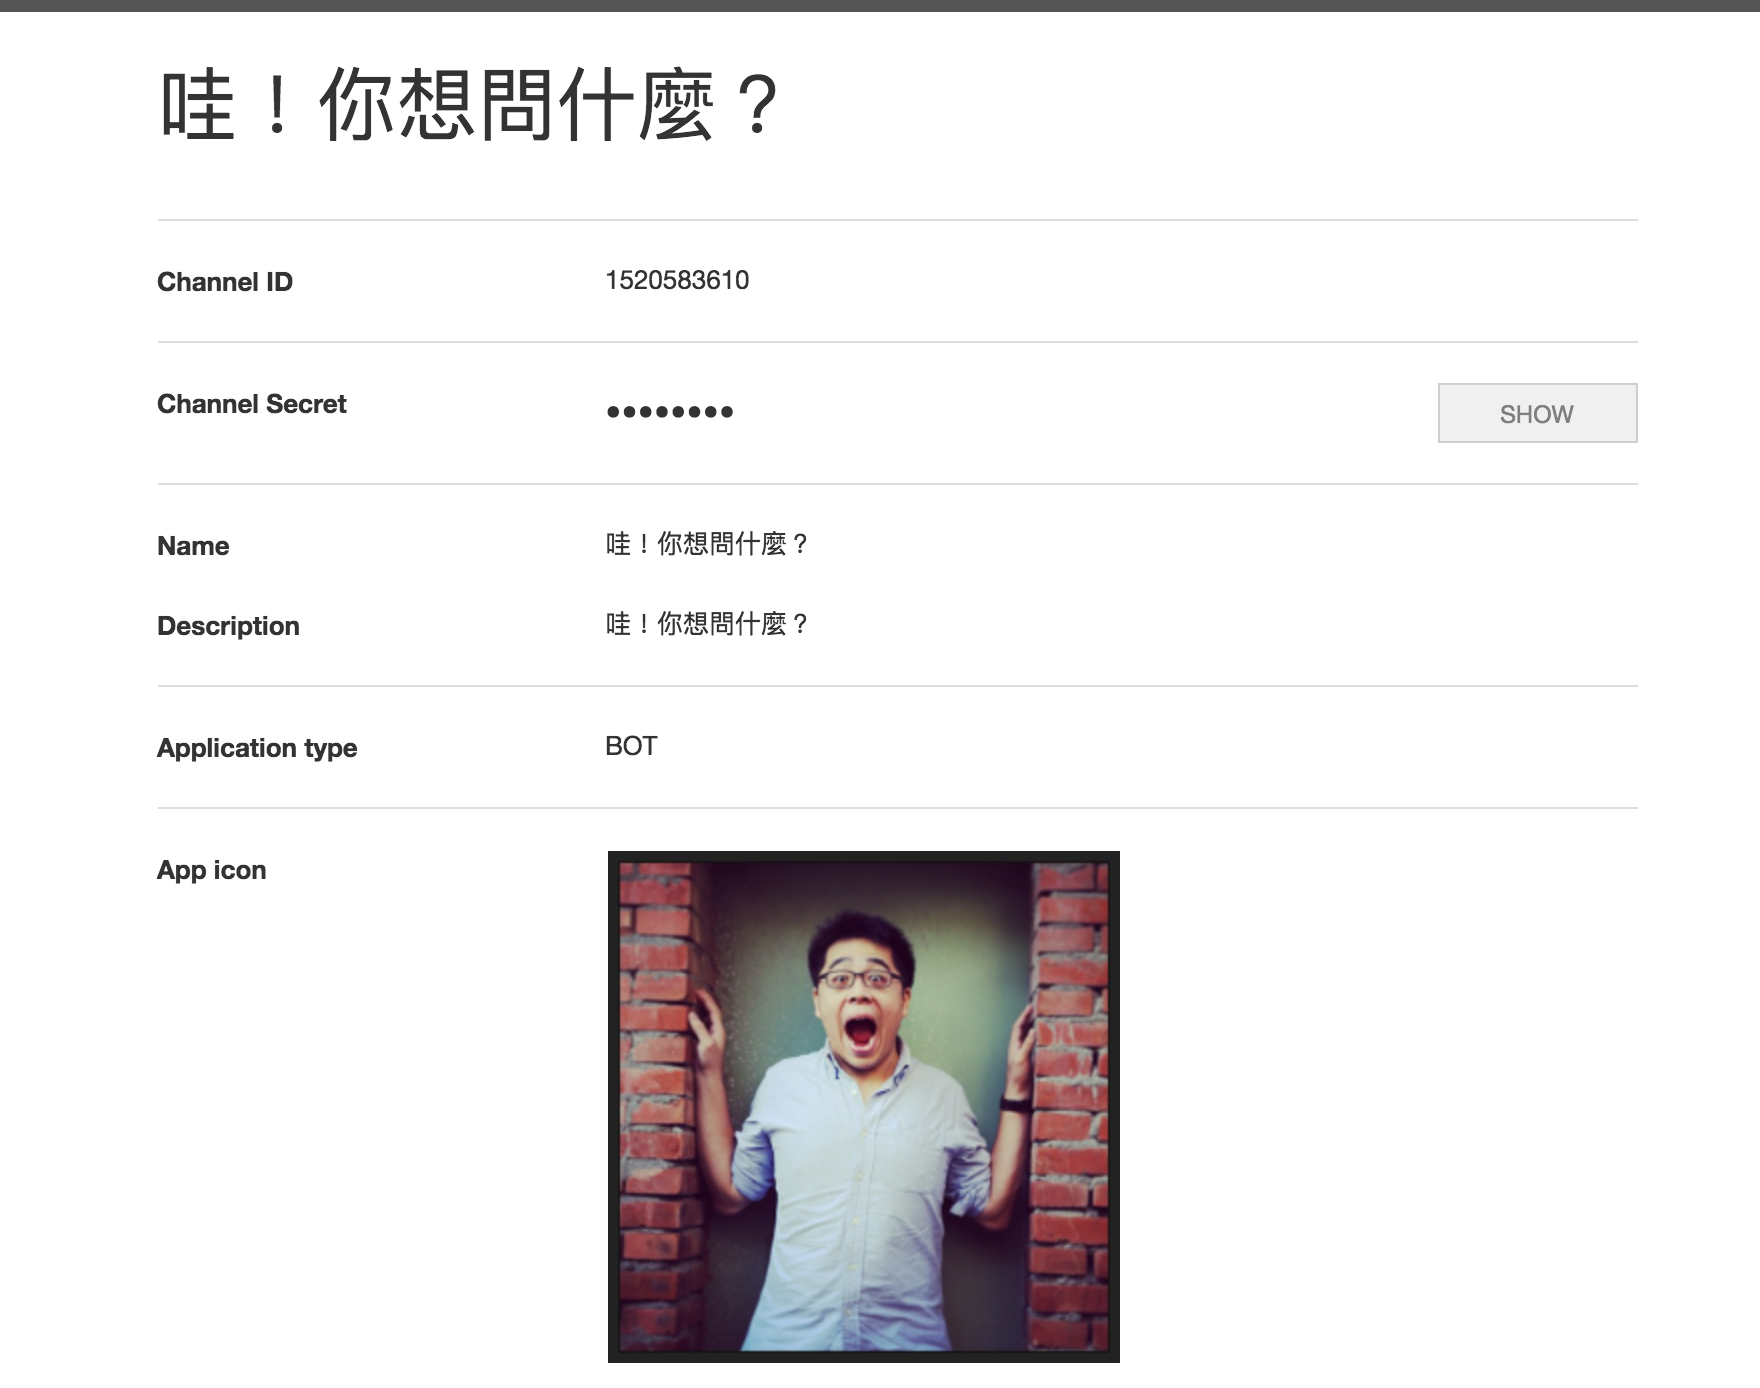 哇！你想問什麼？
Channel ID 1520583610
Channel Secret •••••••• SHOW
Name 哇！你想問什麼？
Description 哇！你想問什麼？
Application type BOT
App icon